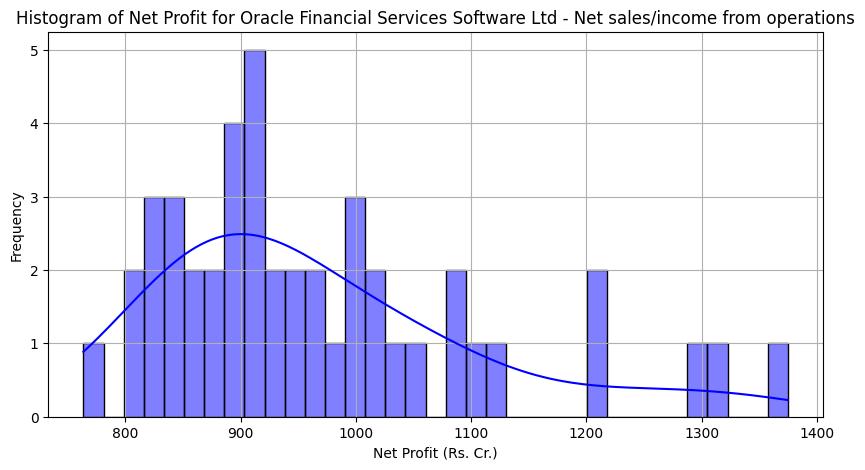 Histogram of Net Profit for Oracle Financial Services Software Ltd - Net sales/income from operations
5
4
3
2
1
0
Frequency
800 900 1000 1100 1200 1300 1400
Net Profit (Rs. Cr.)